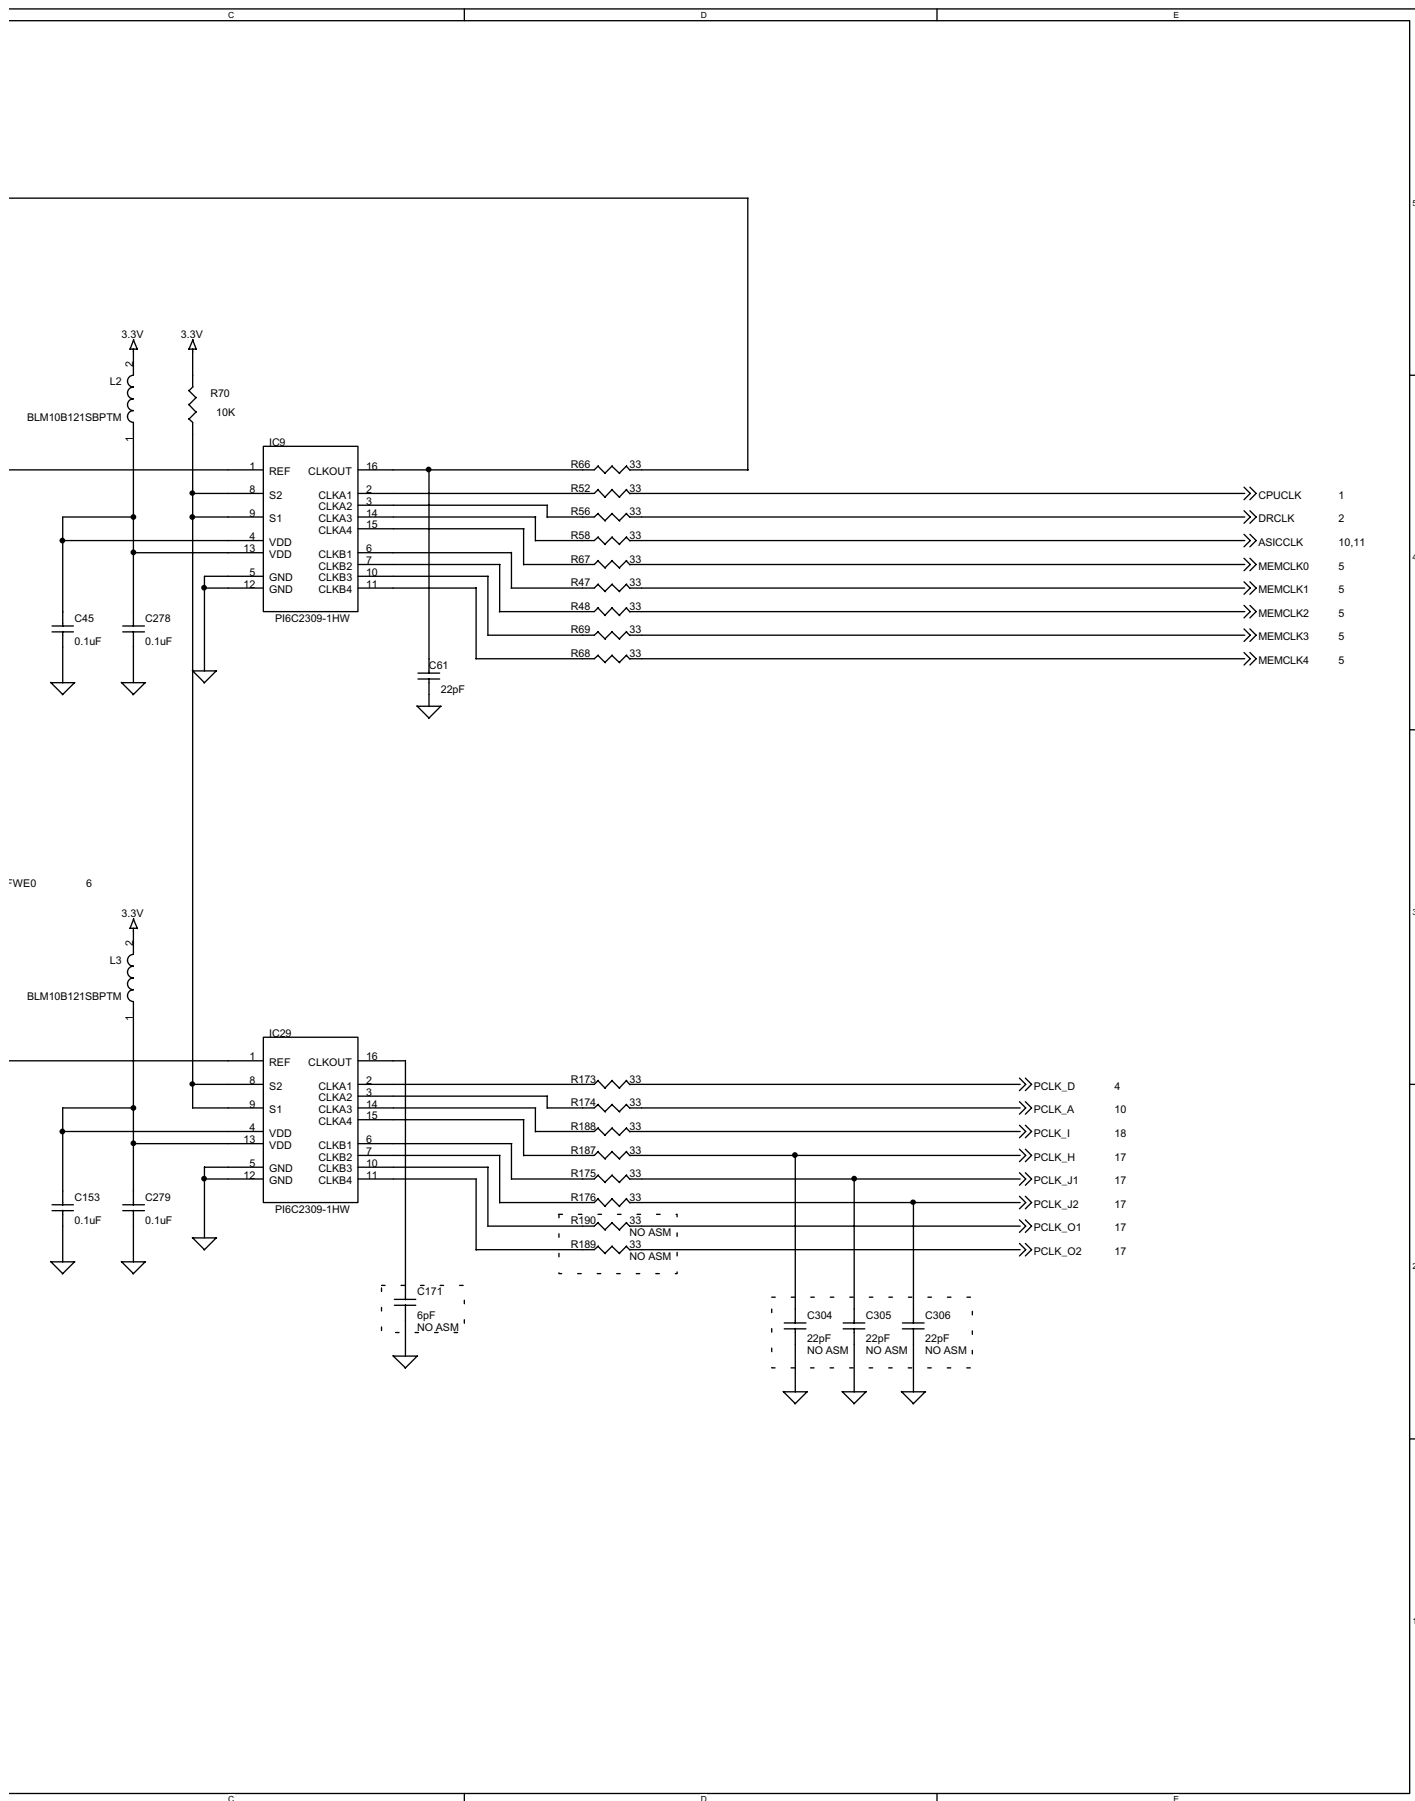 C D E
5
3.3V 3.3V
2
L2
R70
BLM10B121SBPTM
10K
1
IC9
1 REF CLKOUT 16 R66 33
8 S2 CLKA1 2 R52 33 CPUCLK 1
CLKA2 3
9 S1 CLKA3 14 R56 33 DRCLK 2
CLKA4 15
4 VDD R58 33 ASICCLK 10,11
13 VDD CLKB1 6
CLKB2 7 R67 33 MEMCLK0 5
5 GND CLKB3 10
12 GND CLKB4 11 R47 33 MEMCLK1 5
R48 33 MEMCLK2 5
C45 C278 PI6C2309-1HW
0.1uF 0.1uF R69 33 MEMCLK3 5
R68 33 MEMCLK4 5
C61
22pF
4
FWE0 6
3
3.3V
2
L3
BLM10B121SBPTM
1
IC29
1 REF CLKOUT 16
8 S2 CLKA1 2 R173 33 PCLK_D 4
CLKA2 3
9 S1 CLKA3 14 R174 33 PCLK_A 10
CLKA4 15
4 VDD R188 33 PCLK_I 18
13 VDD CLKB1 6
CLKB2 7 R187 33 PCLK_H 17
5 GND CLKB3 10
12 GND CLKB4 11 R175 33 PCLK_J1 17
C153 C279 R176 33 PCLK_J2 17
PI6C2309-1HW
0.1uF 0.1uF R190 33 PCLK_O1 17
NO ASM
R189 33 PCLK_O2 17
NO ASM
2
C171
6pF
NO ASM
C304 C305 C306
22pF 22pF 22pF
NO ASM NO ASM NO ASM
1
C D E